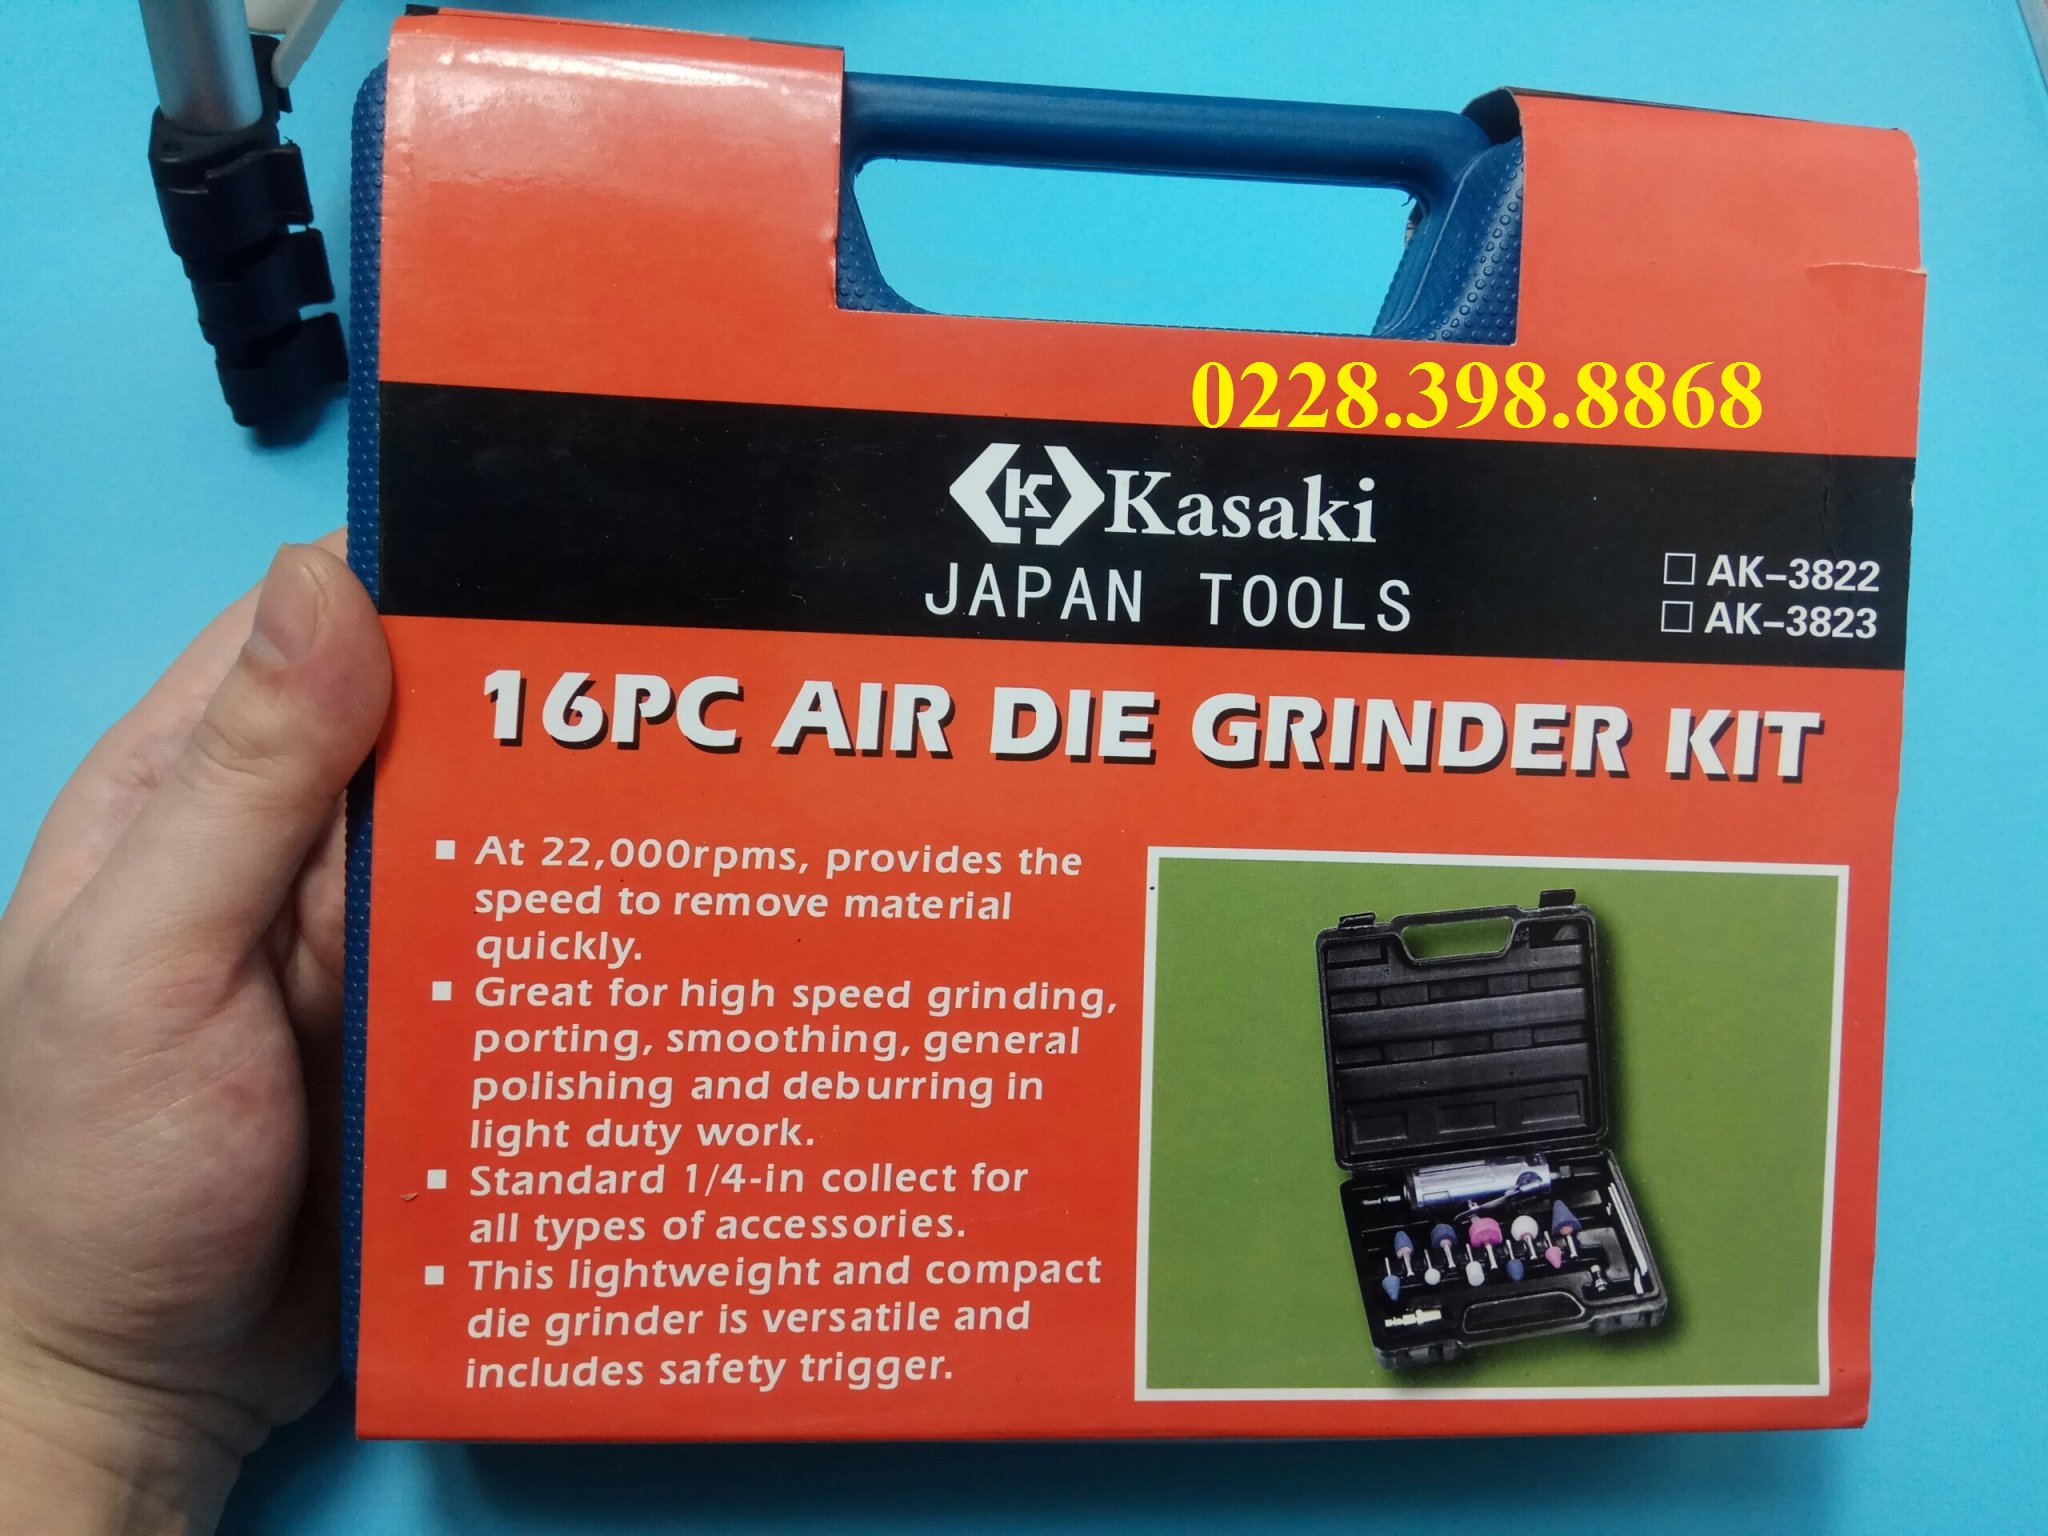 0228.398.8868
K Kasaki
JAPAN TOOLS
AK-3822
AK-3823
16PC AIR DIE GRINDER KIT
At 22,000rpms, provides the
speed to remove material
quickly.
Great for high speed grinding,
porting, smoothing, general
polishing and deburring in
light duty work.
Standard 1/4-in collect for
all types of accessories.
This lightweight and compact
die grinder is versatile and
includes safety trigger.